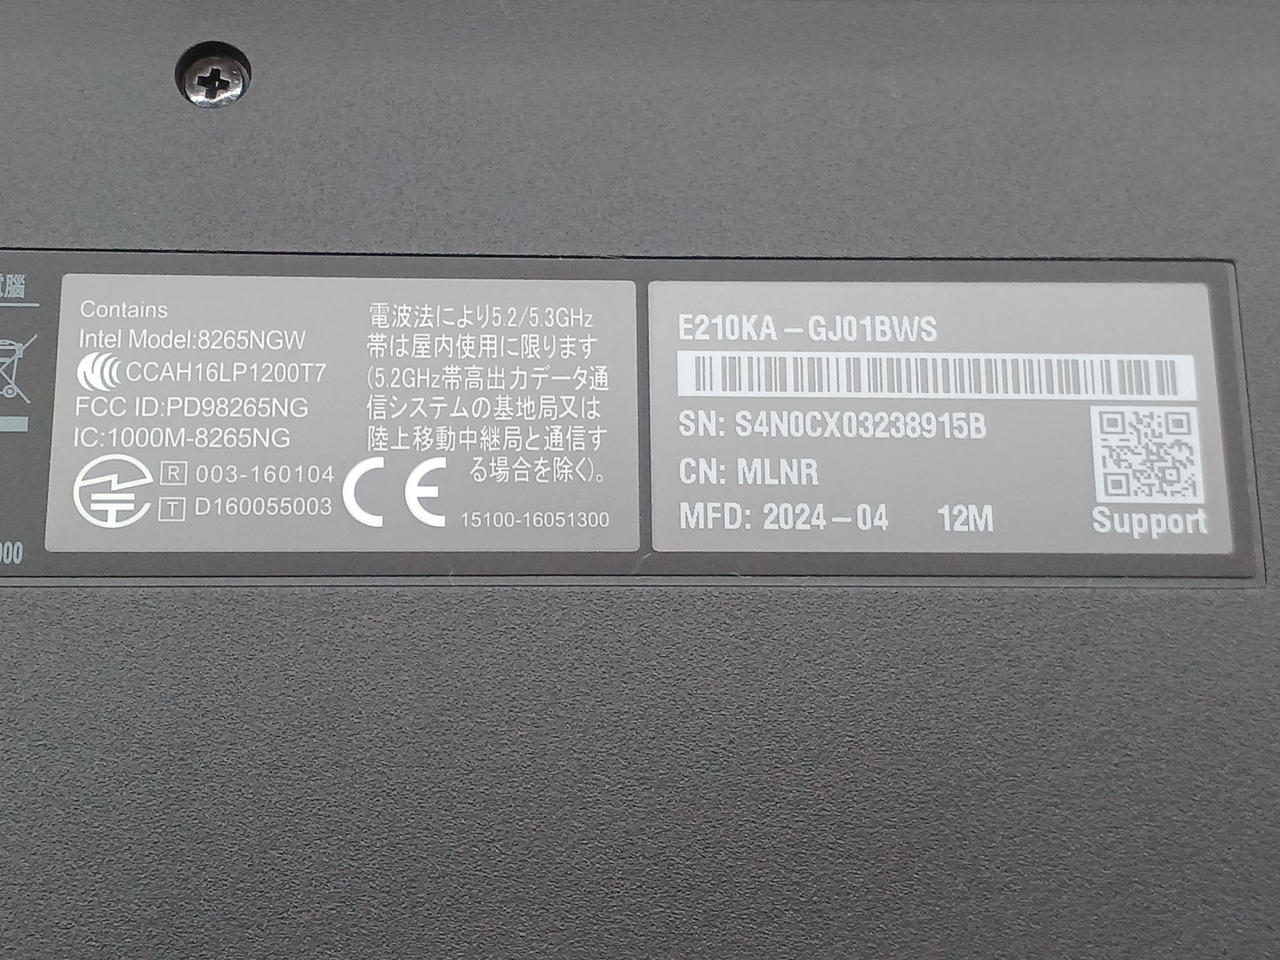 腦
000
Contains
Intel Model:8265NGW
CCAH16LP1200T7
FCC ID:PD98265NG
IC:1000M-8265NG
R 003-160104
T D160055003
電波法により5.2/5.3GHz
帯は屋内使用に限ります
(5.2GHz帯高出力データ通
信システムの基地局又は
陸上移動中継局と通信す
る場合を除く)。
CE
15100-16051300
E210KA-GJ01BWS
SN: S4N0CX03238915B
CN: MLNR
MFD: 2024-04 12M
Support